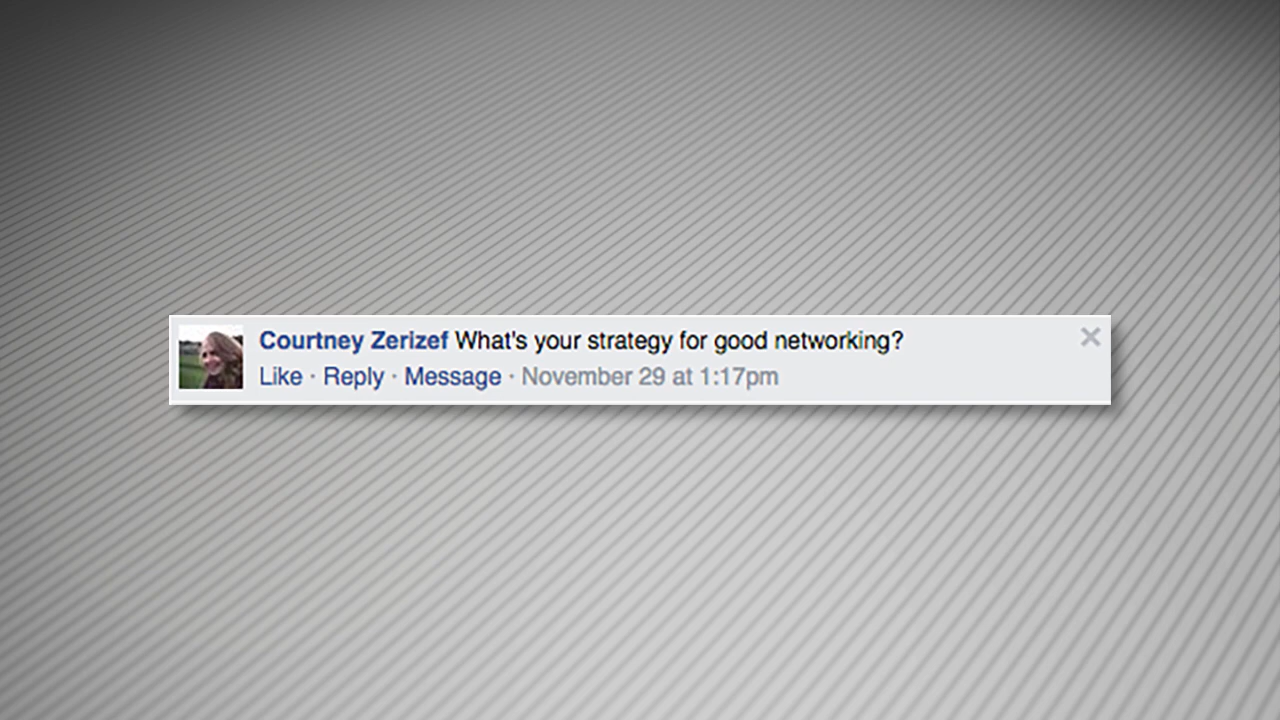 Courtney Zerizef What's your strategy for good networking?
Like · Reply · Message · November 29 at 1:17pm